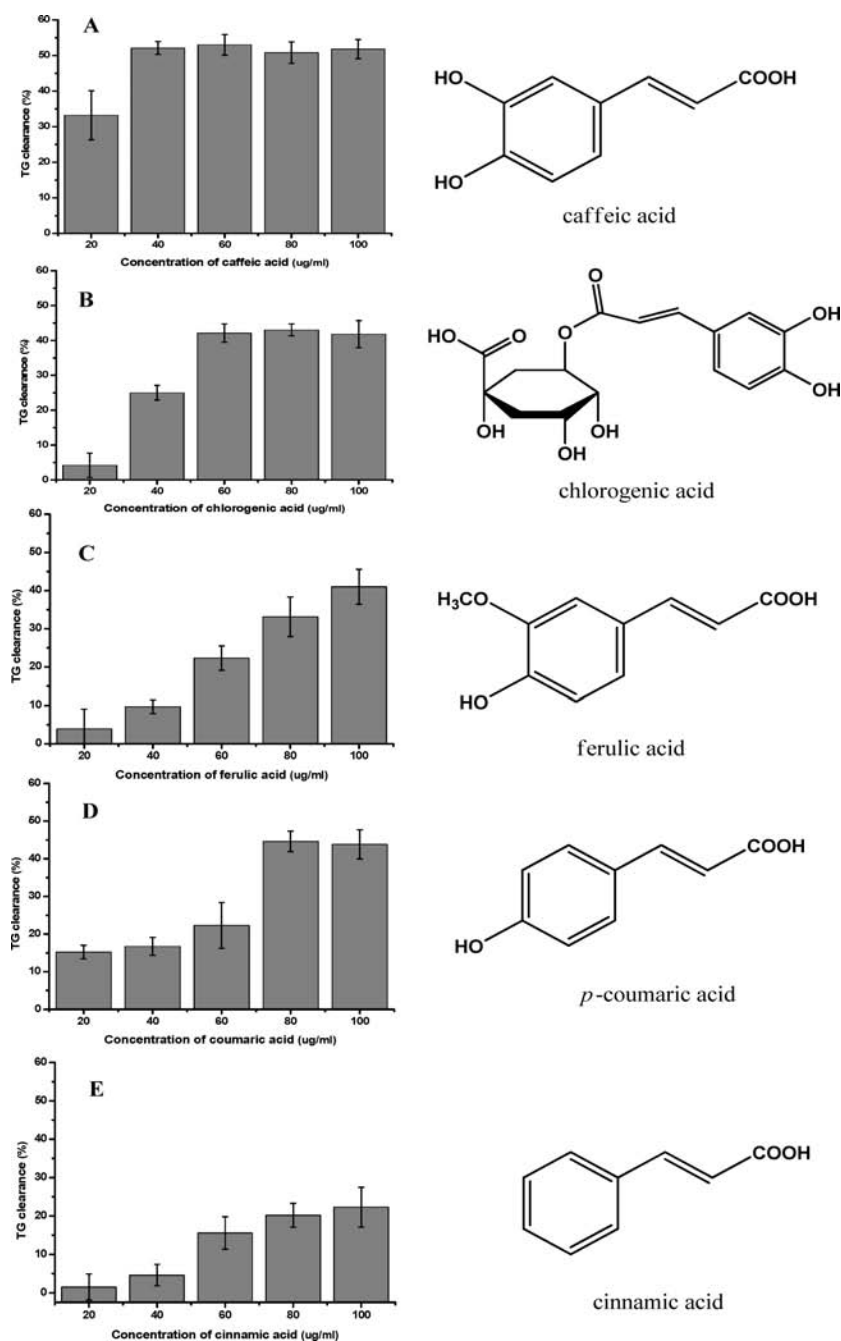 A
60
50
40
30
20
10
0
TG clearance (%)
20 40 60 80 100
Concentration of caffeic acid (ug/ml)
HO
HO
COOH
caffeic acid
B
60
50
40
30
20
10
0
TG clearance (%)
20 40 60 80 100
Concentration of chlorogenic acid (ug/ml)
HO
O
O
O
OH
OH
OH
OH
OH
chlorogenic acid
C
60
50
40
30
20
10
0
TG clearance (%)
20 40 60 80 100
Concentration of ferulic acid (ug/ml)
H₃CO
HO
COOH
ferulic acid
D
60
50
40
30
20
10
0
TG clearance (%)
20 40 60 80 100
Concentration of coumaric acid (ug/ml)
HO
COOH
p-coumaric acid
E
60
50
40
30
20
10
0
TG clearance (%)
20 40 60 80 100
Concentration of cinnamic acid (ug/ml)
COOH
cinnamic acid